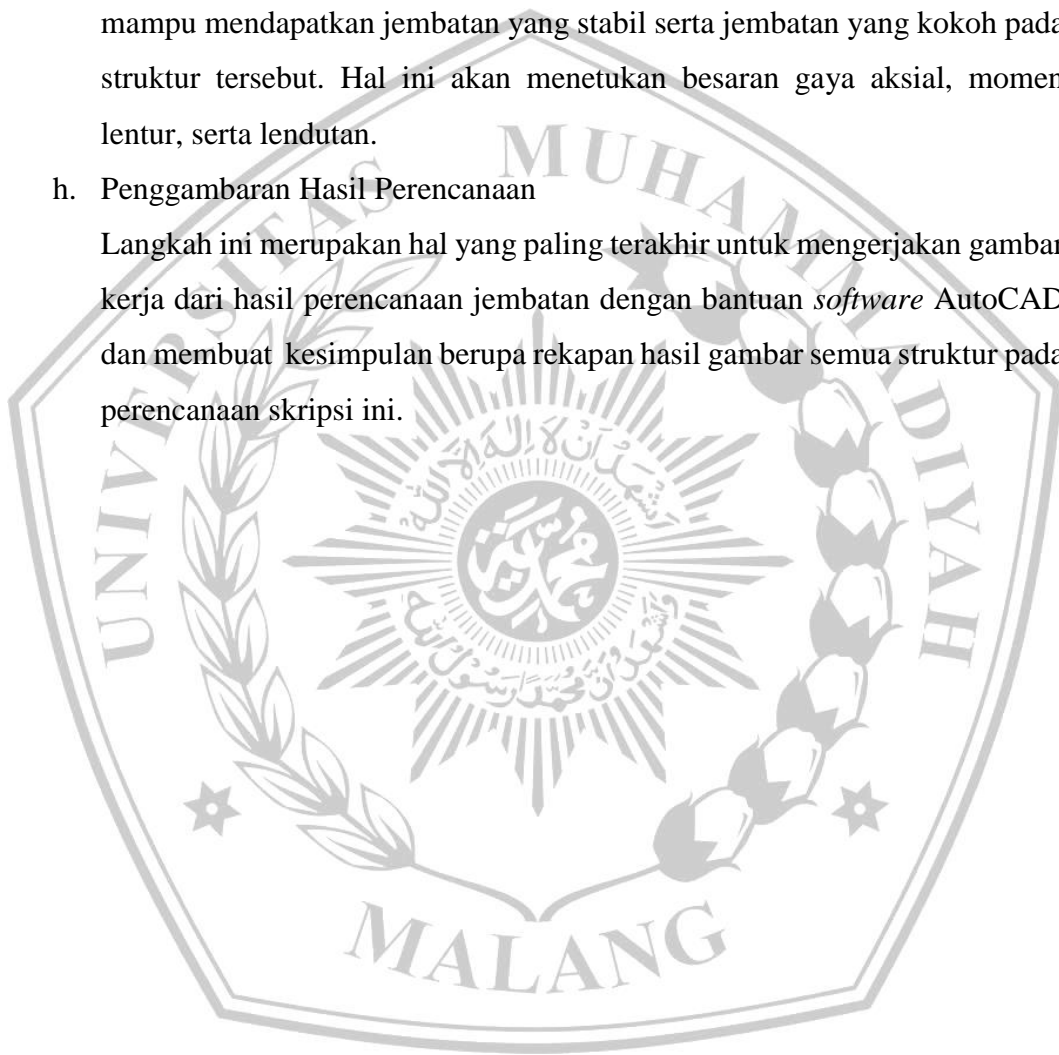 mampu mendapatkan jembatan yang stabil serta jembatan yang kokoh pada
struktur tersebut. Hal ini akan menetukan besaran gaya aksial, momen
lentur, serta lendutan.
h. Penggambaran Hasil Perencanaan
Langkah ini merupakan hal yang paling terakhir untuk mengerjakan gambar
kerja dari hasil perencanaan jembatan dengan bantuan software AutoCAD
dan membuat kesimpulan berupa rekapan hasil gambar semua struktur pada
perencanaan skripsi ini.
UNIVERSITAS MUHAMMADIYAH
MALANG